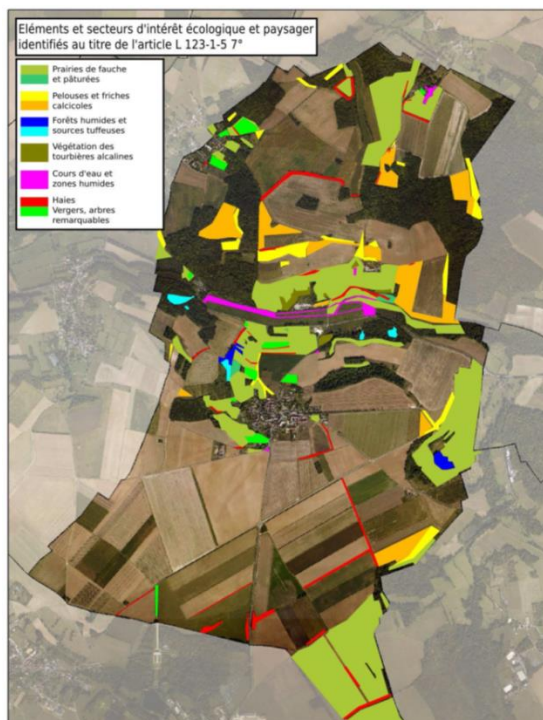 Eléments et secteurs d'intérêt écologique et paysager
identifiés au titre de l'article L 123-1-5 7°
Prairies de fauche
et pâturées
Pelouses et friches
calcicoles
Forêts humides et
sources tuffeuses
Végétation des
tourbières alcalines
Cours d'eau et
zones humides
Haies
Vergers, arbres
remarquables